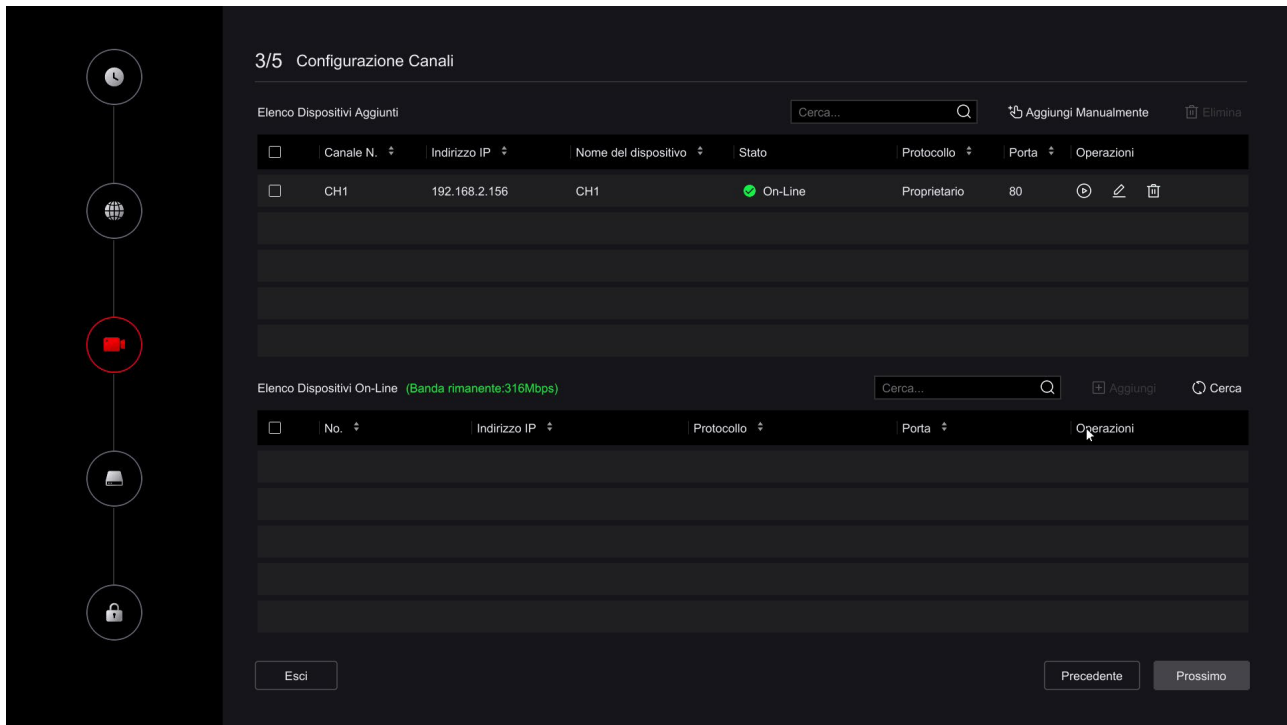 3/5 Configurazione Canali
Elenco Dispositivi Aggiunti Cerca... Aggiungi Manualmente Elimina
Canale N. Indirizzo IP Nome del dispositivo Stato Protocollo Porta Operazioni
CH1 192.168.2.156 CH1 On-Line Proprietario 80
Elenco Dispositivi On-Line (Banda rimanente:316Mbps) Cerca... Aggiungi Cerca
No. Indirizzo IP Protocollo Porta Operazioni
Esci Precedente Prossimo